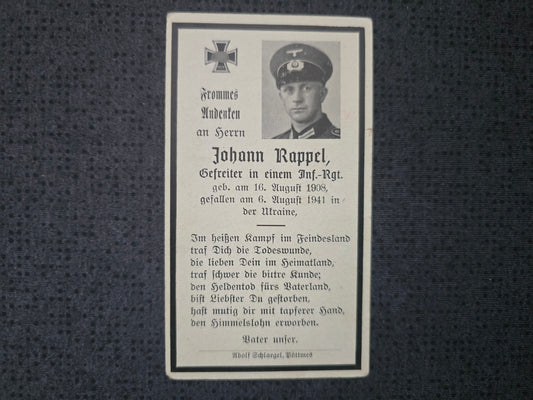 Frommes
Andenken
an Herrn
Johann Rappel,
Gefreiter in einem Inf.-Rgt.
geb. am 16. August 1908,
gefallen am 6. August 1941 in
der Ukraine,
Im heißen Kampf im Feindesland
traf Dich die Todeswunde,
die lieben Dein im Heimatland,
traf schwer die bittre Kunde;
den Heldentod fürs Vaterland,
bist Liebster Du gestorben,
hast mutig dir mit tapferer Hand,
den Himmelslohn erworben.
Vater unser.
Adolf Schlaegel, Pöttmes